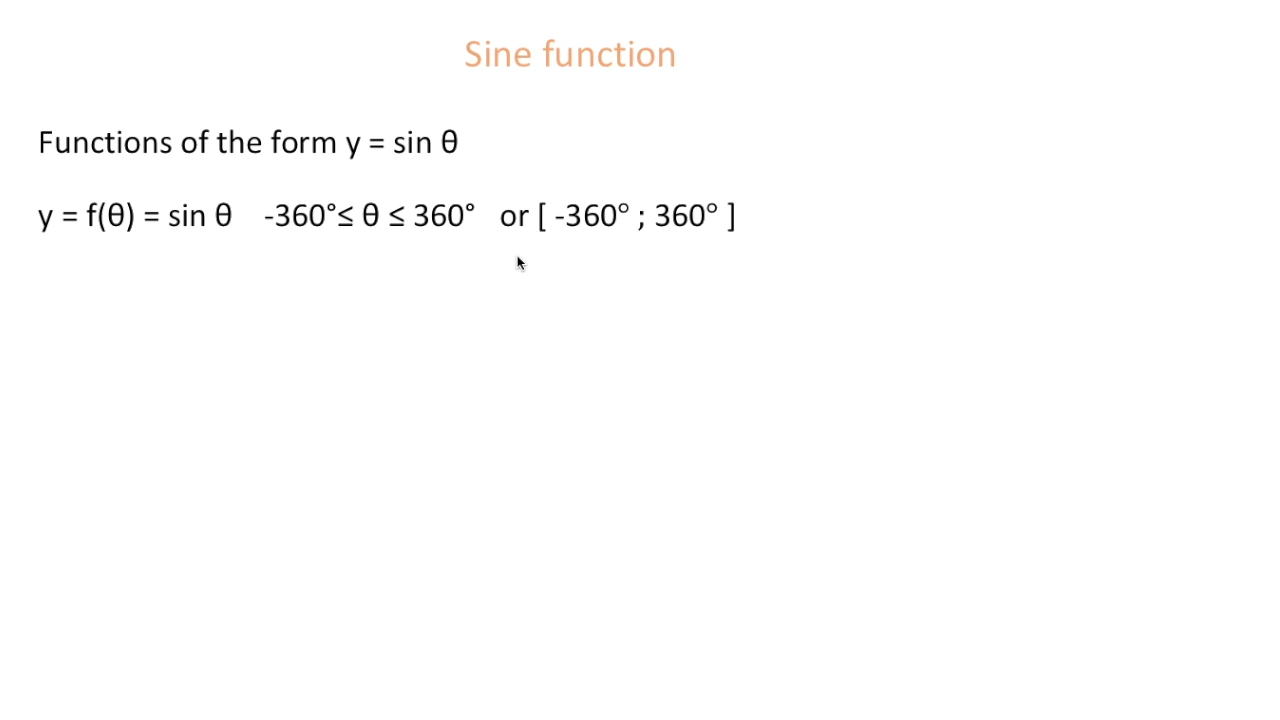 Sine function
Functions of the form y = sin θ
y = f(θ) = sin θ -360°≤ θ ≤ 360° or [ -360° ; 360° ]